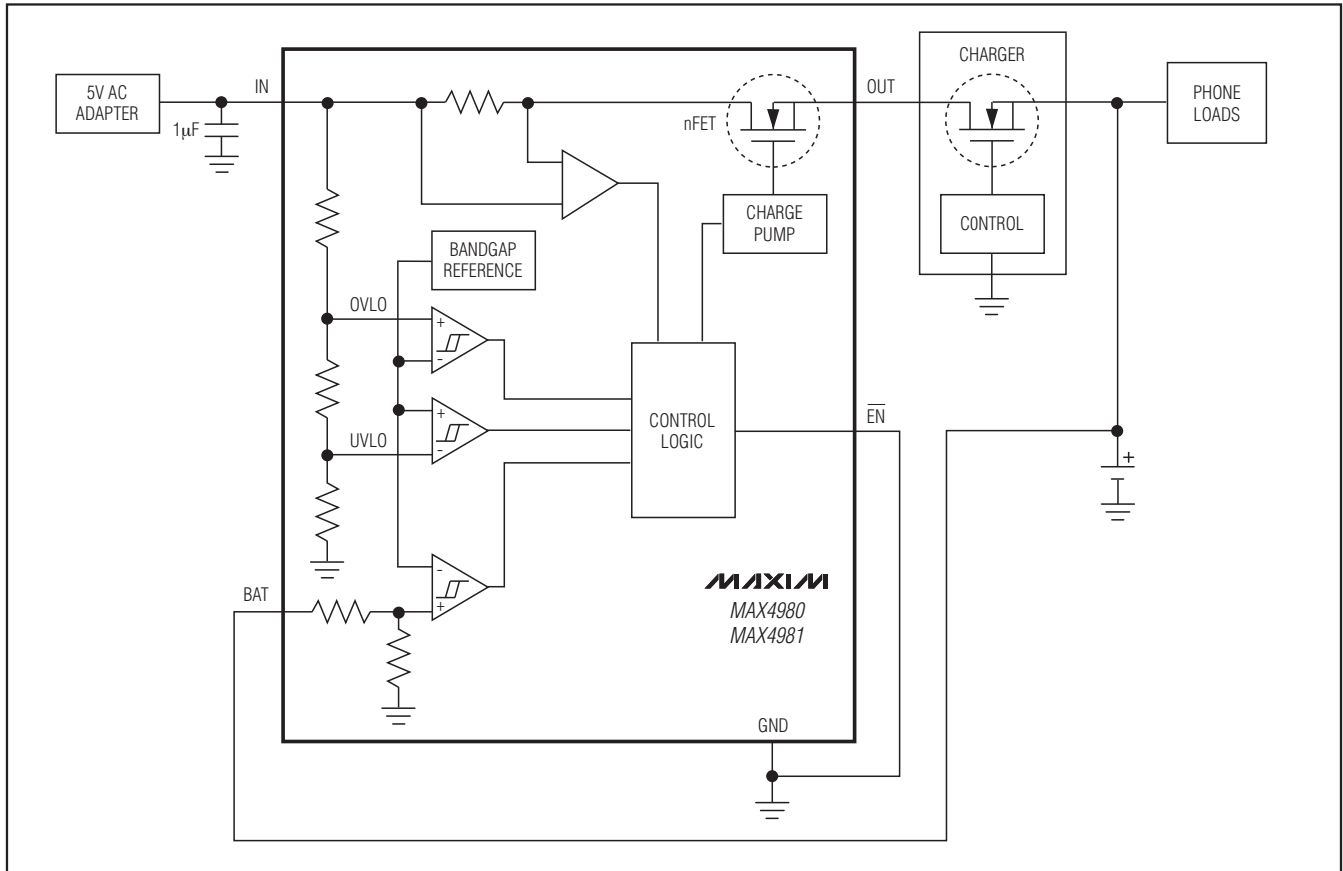 5V AC
ADAPTER
1µF
IN
nFET
OUT
CHARGER
PHONE
LOADS
CHARGE
PUMP
C0NTROL
BANDGAP
REFERENCE
OVLO
+
-
+
UVLO
-
CONTROL
LOGIC
EN
+
-
+
BAT
MAXIM
MAX4980
MAX4981
GND